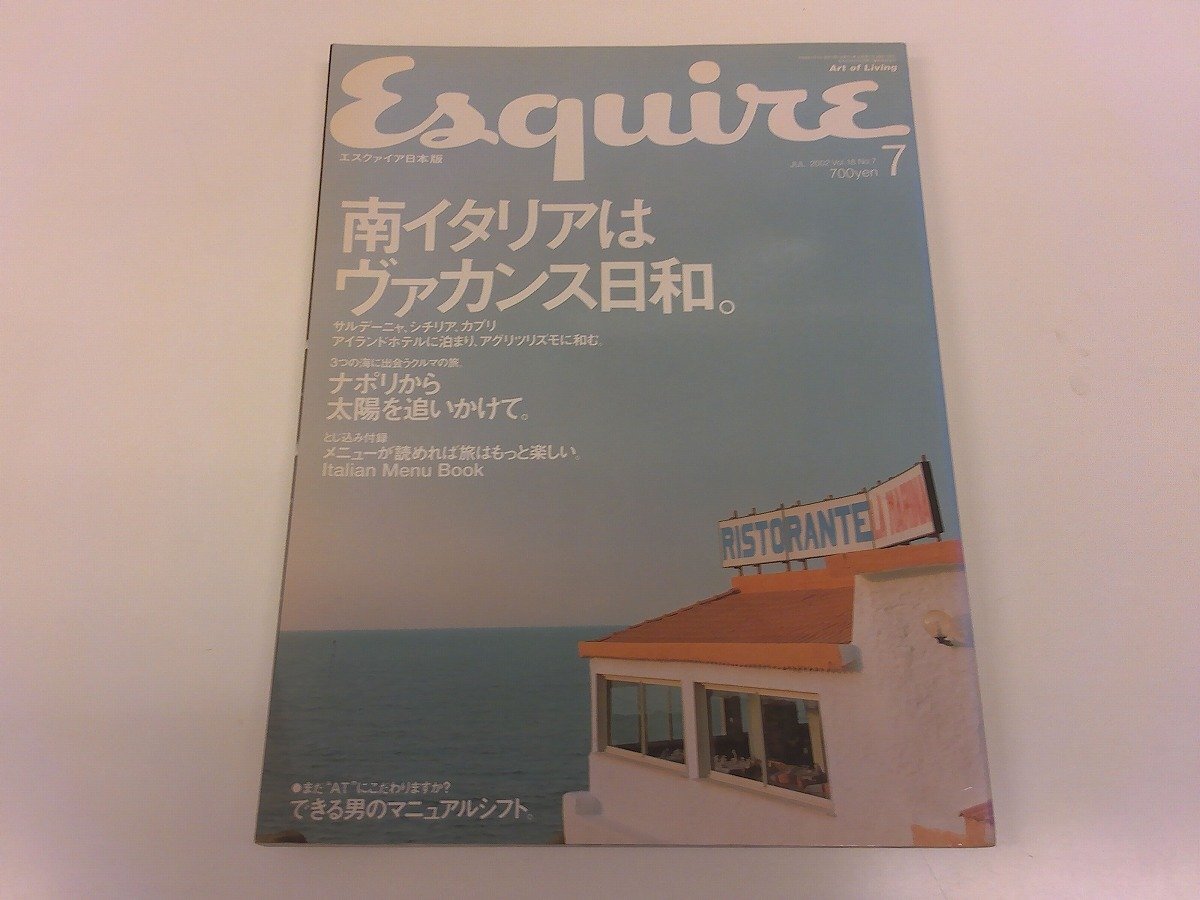 Art of Living
Esquire
エスクァイア日本版
JUL. 2002 Vol.16 No.7
700yen
7
南イタリアは
ヴァカンス日和。
サルデーニャ、シチリア、カプリ
アイランドホテルに泊まり、アグリツリズモに和む。
3つの海に出会うクルマの旅。
ナポリから
太陽を追いかけて。
とじ込み付録
メニューが読めれば旅はもっと楽しい。
Italian Menu Book
RISTORANTE
●まだ"AT"にこだわりますか?
できる男のマニュアルシフト。